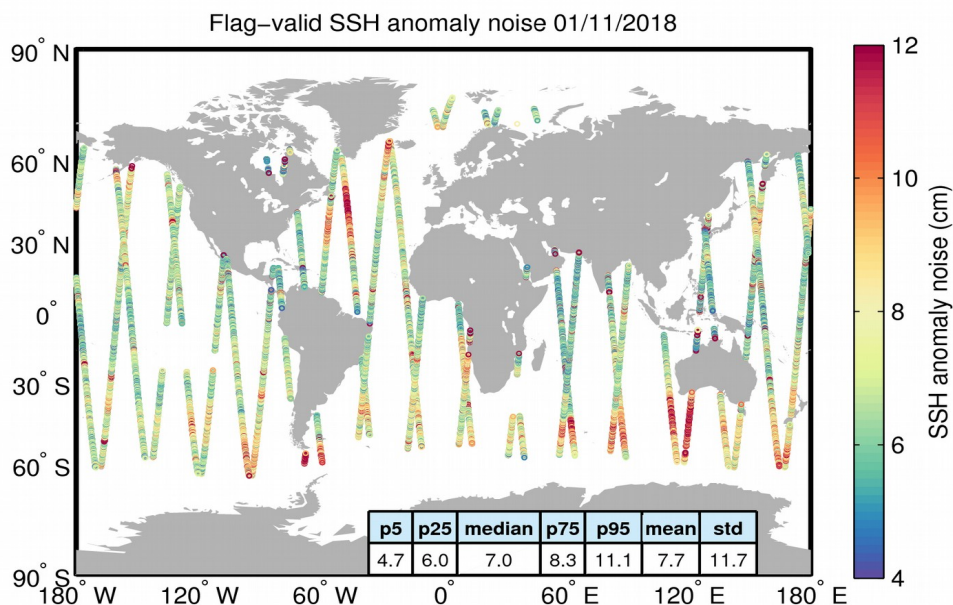 Flag−valid SSH anomaly noise 01/11/2018
90° N
60° N
30° N
0°
30° S
60° S
90° S
180° W
120° W
60° W
0°
60° E
120° E
180° E
12
10
8
6
4
SSH anomaly noise (cm)
p5 p25 median p75 p95 mean std
4.7 6.0 7.0 8.3 11.1 7.7 11.7